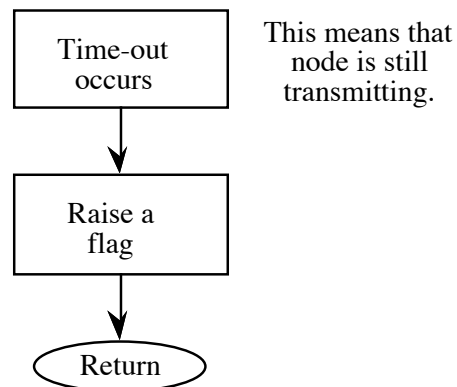 Time-out
occurs
This means that
node is still
transmitting.
Raise a
flag
Return